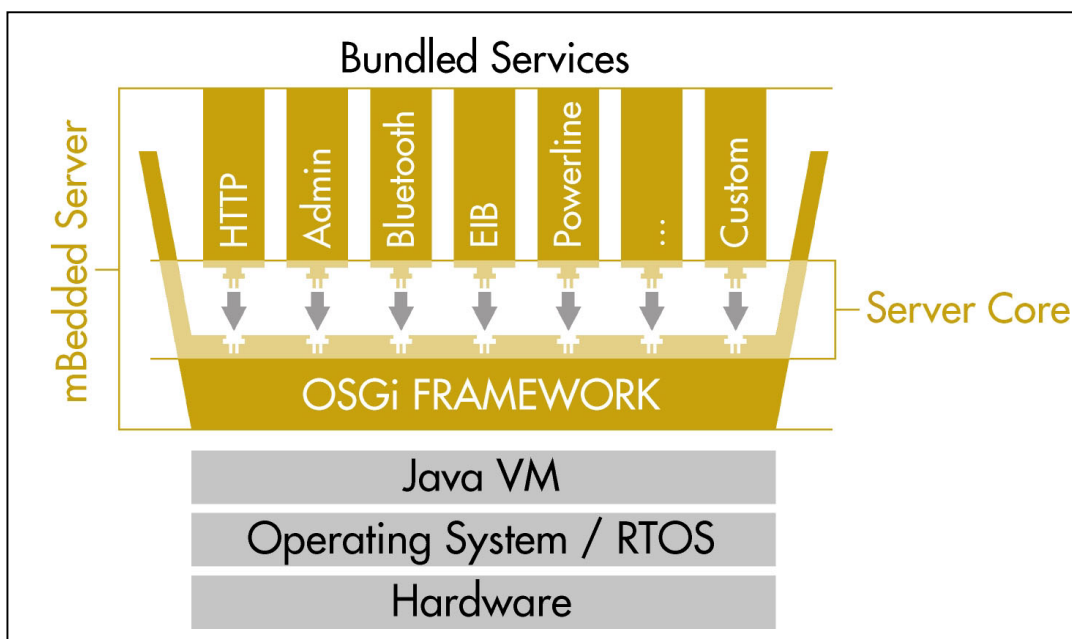 Bundled Services
mBedded Server
HTTP
Admin
Bluetooth
EIB
Powerline
...
Custom
Server Core
OSGi FRAMEWORK
Java VM
Operating System / RTOS
Hardware